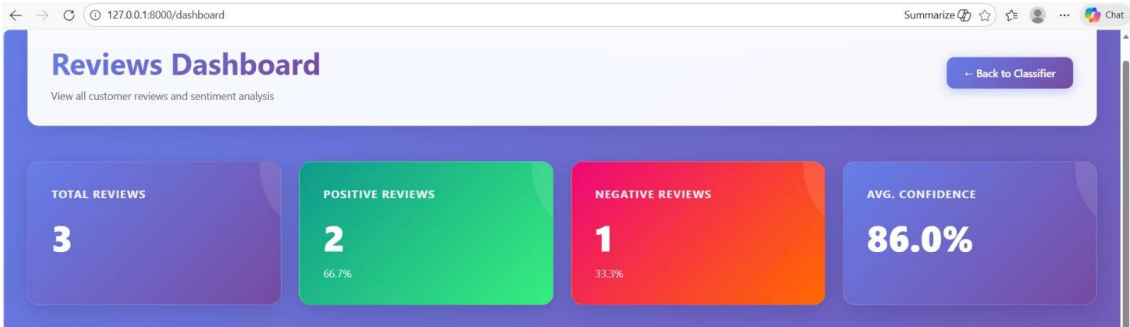 127.0.0.1:8000/dashboard
Summarize
Chat
Reviews Dashboard
View all customer reviews and sentiment analysis
← Back to Classifier
TOTAL REVIEWS
3
POSITIVE REVIEWS
2
66.7%
NEGATIVE REVIEWS
1
33.3%
AVG. CONFIDENCE
86.0%